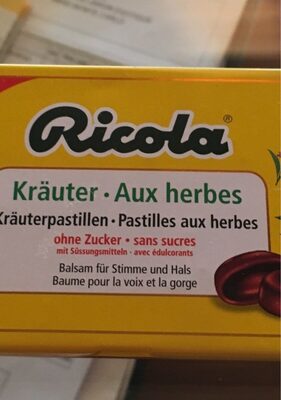 Ricola®
Kräuter · Aux herbes
Kräuterpastillen · Pastilles aux herbes
ohne Zucker · sans sucres
mit Süssungsmitteln · avec édulcorants
Balsam für Stimme und Hals
Baume pour la voix et la gorge